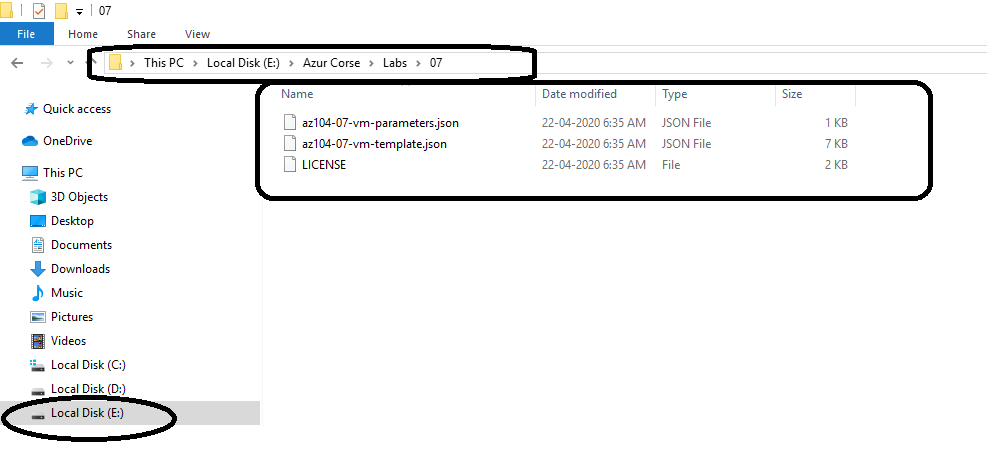 07
File Home Share View
This PC Local Disk (E:) Azur Corse Labs 07
Name Date modified Type Size
az104-07-vm-parameters.json 22-04-2020 6:35 AM JSON File 1 KB
az104-07-vm-template.json 22-04-2020 6:35 AM JSON File 7 KB
LICENSE 22-04-2020 6:35 AM File 2 KB
Quick access
OneDrive
This PC
3D Objects
Desktop
Documents
Downloads
Music
Pictures
Videos
Local Disk (C:)
Local Disk (D:)
Local Disk (E:)